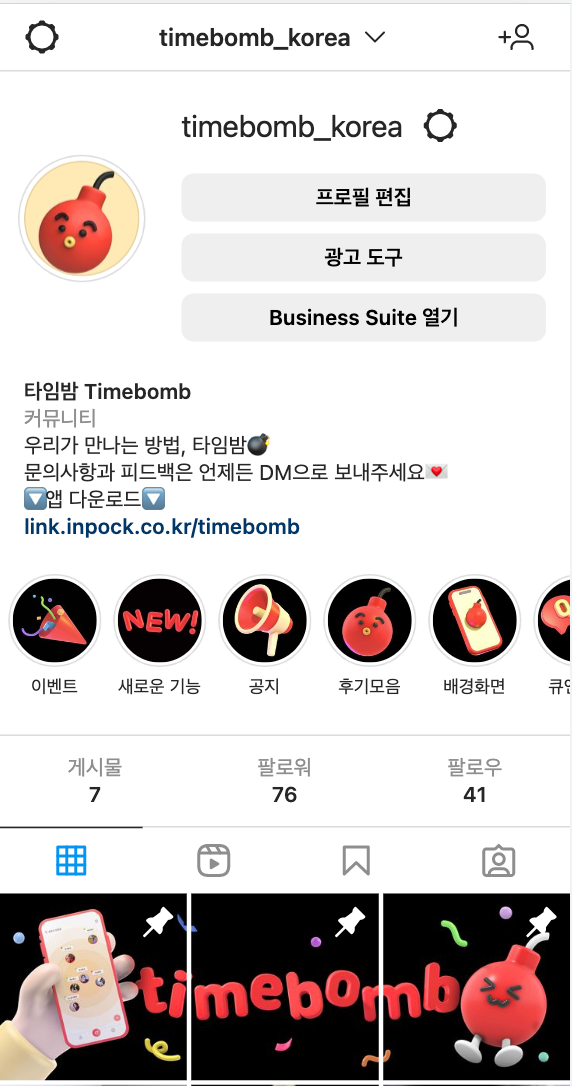 timebomb_korea
timebomb_korea
프로필 편집
광고 도구
Business Suite 열기
타임밤 Timebomb
커뮤니티
우리가 만나는 방법, 타임밤💣
문의사항과 피드백은 언제든 DM으로 보내주세요💌
🔽앱 다운로드🔽
link.inpock.co.kr/timebomb
NEW!
이벤트 새로운 기능 공지 후기모음 배경화면
게시물 팔로워 팔로우
7 76 41
timebomb